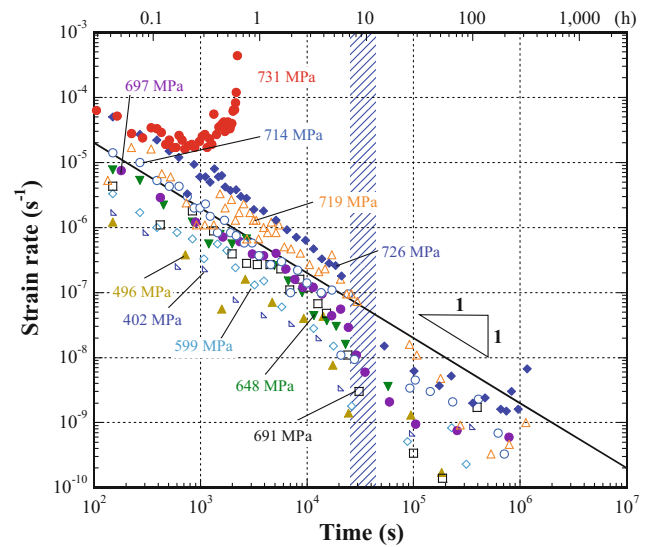 0.1 1 10 100 1,000 (h)
10⁻³
10⁻⁴
10⁻⁵
10⁻⁶
10⁻⁷
10⁻⁸
10⁻⁹
10⁻¹⁰
Strain rate (s⁻¹)
731 MPa
697 MPa
714 MPa
719 MPa
726 MPa
496 MPa
402 MPa
599 MPa
648 MPa
691 MPa
1
1
10² 10³ 10⁴ 10⁵ 10⁶ 10⁷
Time (s)